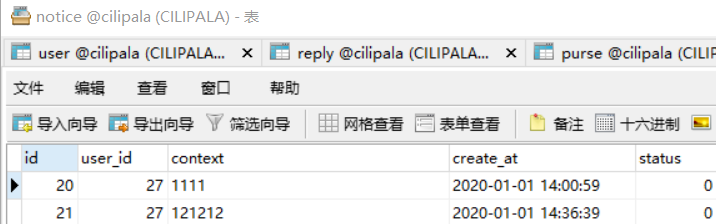 notice @cilipala (CILIPALA) - 表
user @cilipala (CILIPALA... × reply @cilipala (CILIPALA... × purse @cilipala (CILIPAL
文件 编辑 查看 窗口 帮助
导入向导 导出向导 筛选向导 网格查看 表单查看 备注 十六进制
id user_id context create_at status
20 27 1111 2020-01-01 14:00:59 0
21 27 121212 2020-01-01 14:36:39 0